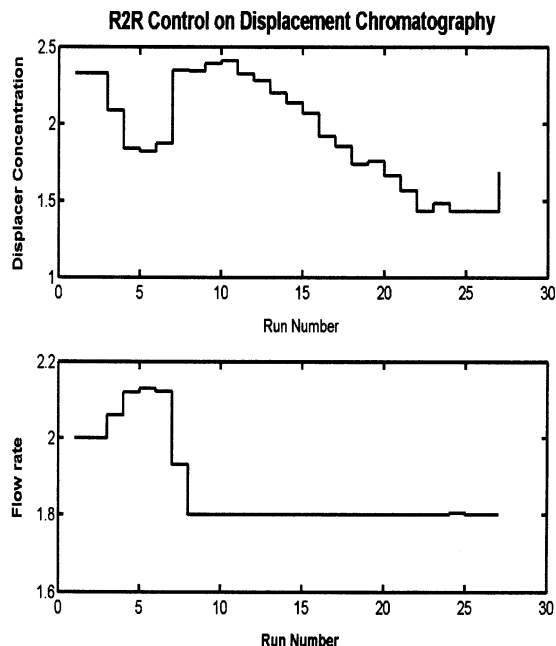 R2R Control on Displacement Chromatography
2.5
2
1.5
1
Displacer Concentration
0 5 10 15 20 25 30
Run Number
2.2
2
1.8
1.6
Flow rate
0 5 10 15 20 25 30
Run Number